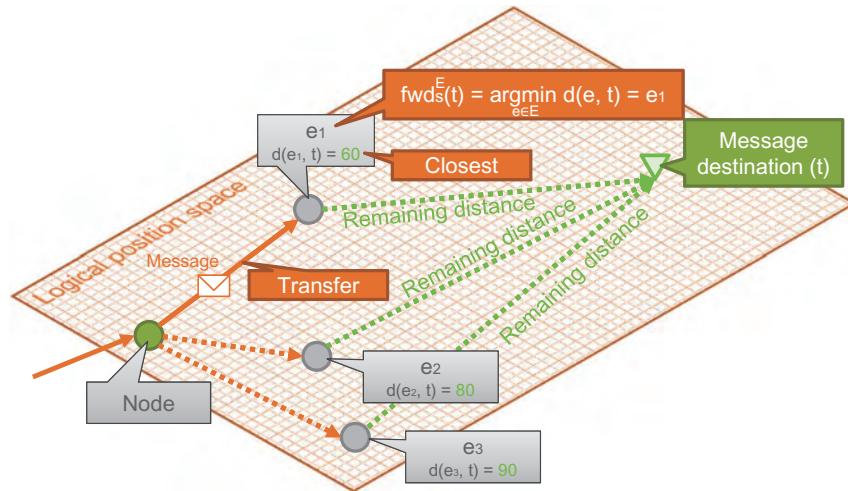 fwdsE(t) = argmin d(e, t) = e1
e∈E
e1
d(e1, t) = 60
Closest
Message
destination (t)
Logical position space
Remaining distance
Message
Remaining distance
Remaining distance
Transfer
Node
e2
d(e2, t) = 80
e3
d(e3, t) = 90